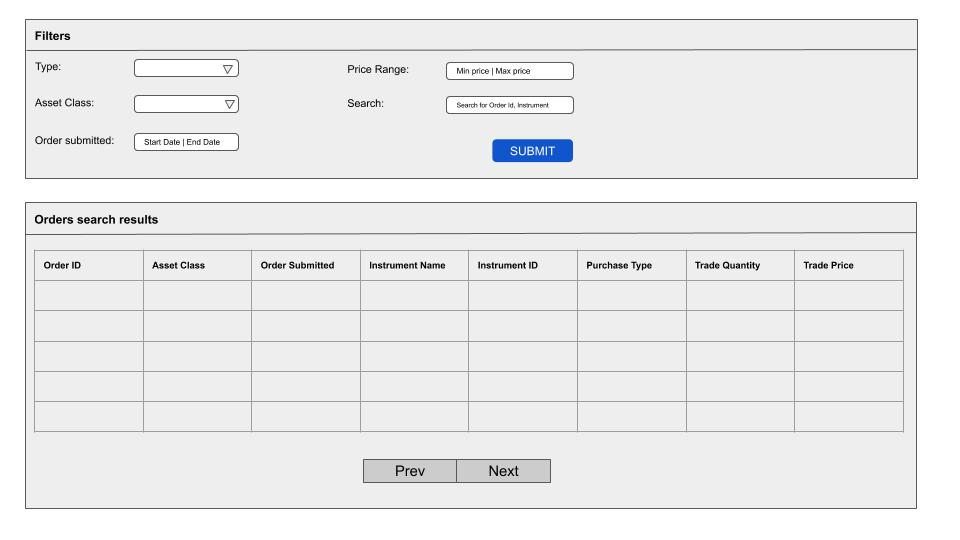 Filters
Type:
Price Range: Min price | Max price
Asset Class:
Search: Search for Order Id, Instrument
Order submitted: Start Date | End Date
SUBMIT
Orders search results
Order ID Asset Class Order Submitted Instrument Name Instrument ID Purchase Type Trade Quantity Trade Price
Prev Next